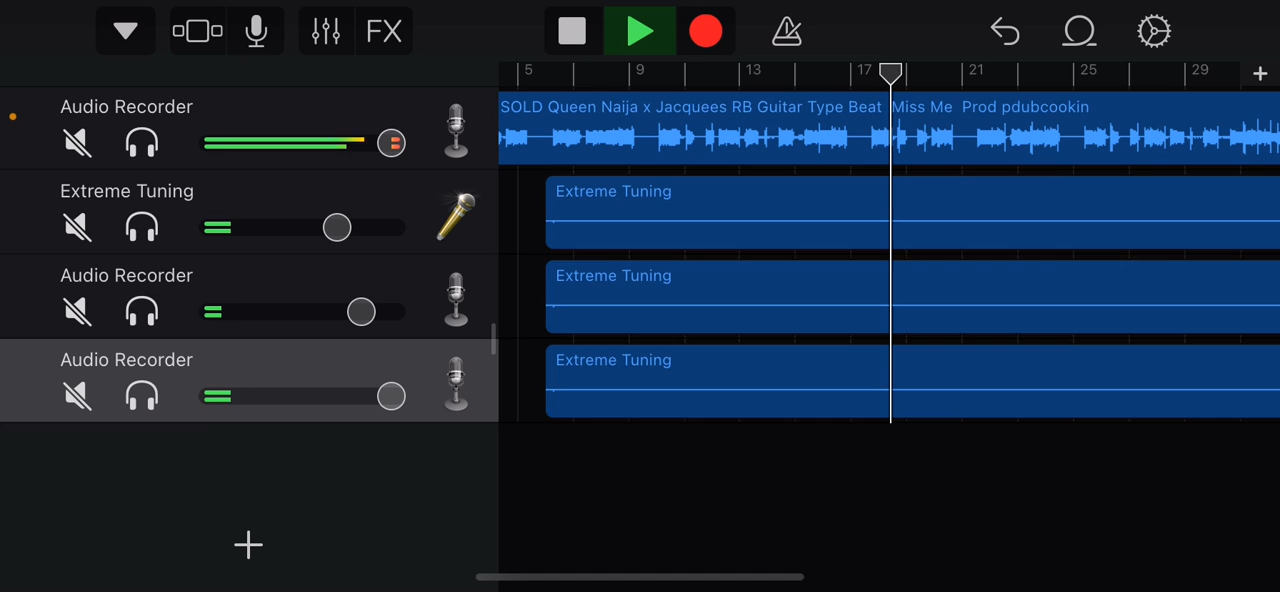 FX
5 9 13 17 21 25 29
Audio Recorder
SOLD Queen Naija x Jacquees RB Guitar Type Beat Miss Me Prod pdubcookin
Extreme Tuning
Extreme Tuning
Audio Recorder
Extreme Tuning
Audio Recorder
Extreme Tuning